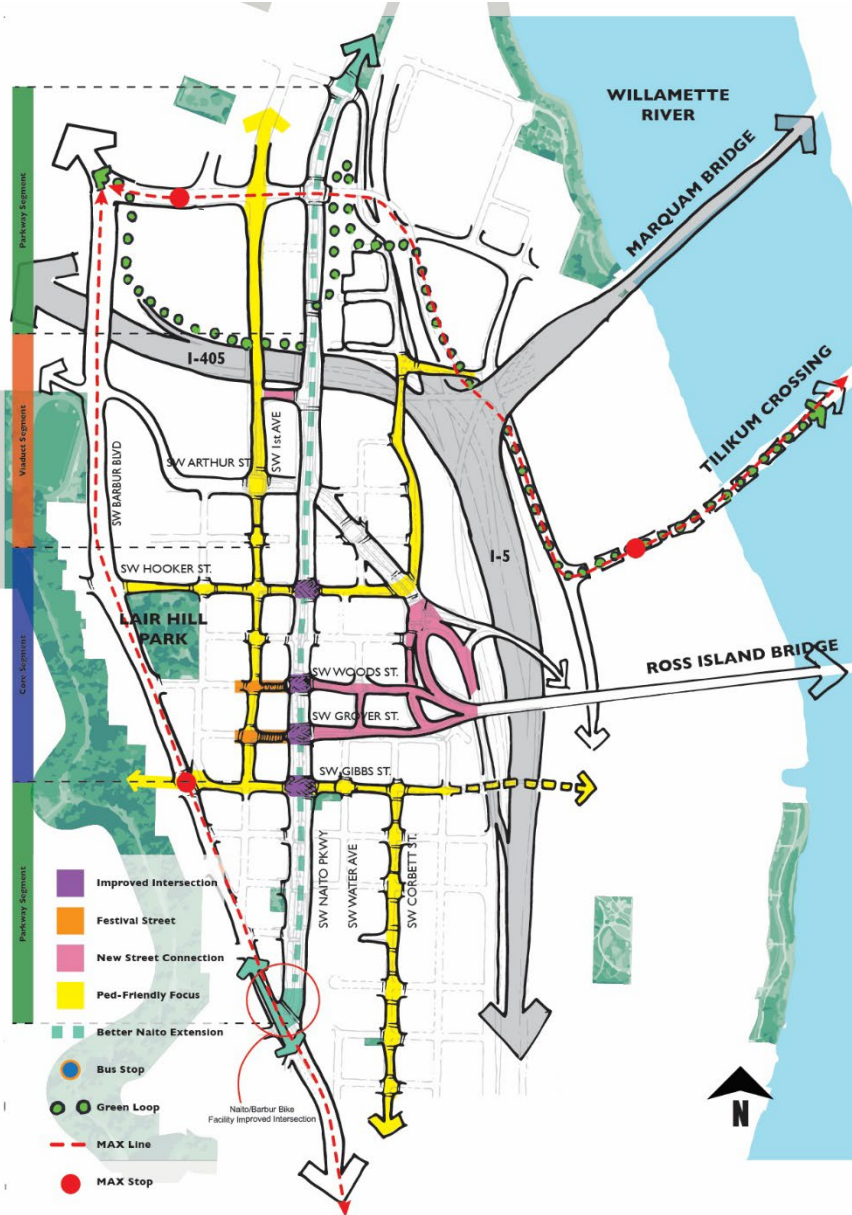 WILLAMETTE
RIVER
MARQUAM BRIDGE
Parkway Segment
I-405
TILIKUM CROSSING
Viaduct Segment
SW BARBUR BLVD
SW ARTHUR ST.
SW 1st AVE
I-5
SW HOOKER ST.
LAIR HILL
PARK
Core Segment
SW WOODS ST.
ROSS ISLAND BRIDGE
SW GROVER ST.
SW GIBBS ST.
SW NAITO PKWY
SW WATER AVE
SW CORBETT ST.
Parkway Segment
Improved Intersection
Festival Street
New Street Connection
Ped-Friendly Focus
Better Naito Extension
Bus Stop
Green Loop
MAX Line
MAX Stop
Naito/Barbur Bike
Facility Improved Intersection
N